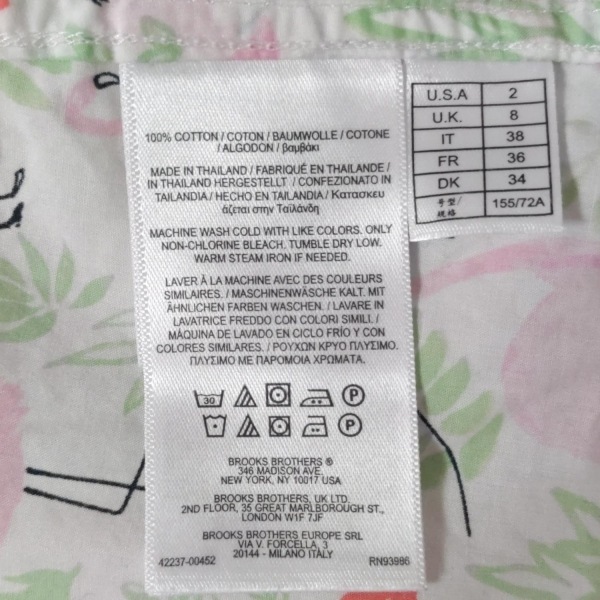 100% COTTON / COTON / BAUMWOLLE / COTONE
/ ALGODON / βαμβάκι
MADE IN THAILAND / FABRIQUÉ EN THAILANDE /
IN THAILAND HERGESTELLT / CONFEZIONATO IN
TAILANDIA / HECHO EN TAILANDIA / Κατασκευ
άζεται στην Ταϊλάνδη
MACHINE WASH COLD WITH LIKE COLORS. ONLY
NON-CHLORINE BLEACH. TUMBLE DRY LOW.
WARM STEAM IRON IF NEEDED.
LAVER À LA MACHINE AVEC DES COULEURS
SIMILAIRES. / MASCHINENWÄSCHE KALT. MIT
ÄHNLICHEN FARBEN WASCHEN. / LAVARE IN
LAVATRICE FREDDO CON COLORI SIMILI. /
MÁQUINA DE LAVADO EN CICLO FRÍO Y CON
COLORES SIMILARES. / ΡΟΥΧΩΝ ΚΡΥΟ ΠΛΥΣΙΜΟ.
ΠΛΥΣΙΜΟ ΜΕ ΠΑΡΟΜΟΙΑ ΧΡΩΜΑΤΑ.
30 P
P
BROOKS BROTHERS ®
346 MADISON AVE.
NEW YORK, NY 10017 USA
BROOKS BROTHERS, UK LTD.
2ND FLOOR, 35 GREAT MARLBOROUGH ST.,
LONDON W1F 7JF
BROOKS BROTHERS EUROPE SRL
VIA V. FORCELLA, 3
20144 - MILANO ITALY
42237-00452 RN93986
U.S.A 2
U.K. 8
IT 38
FR 36
DK 34
号型/规格 155/72A